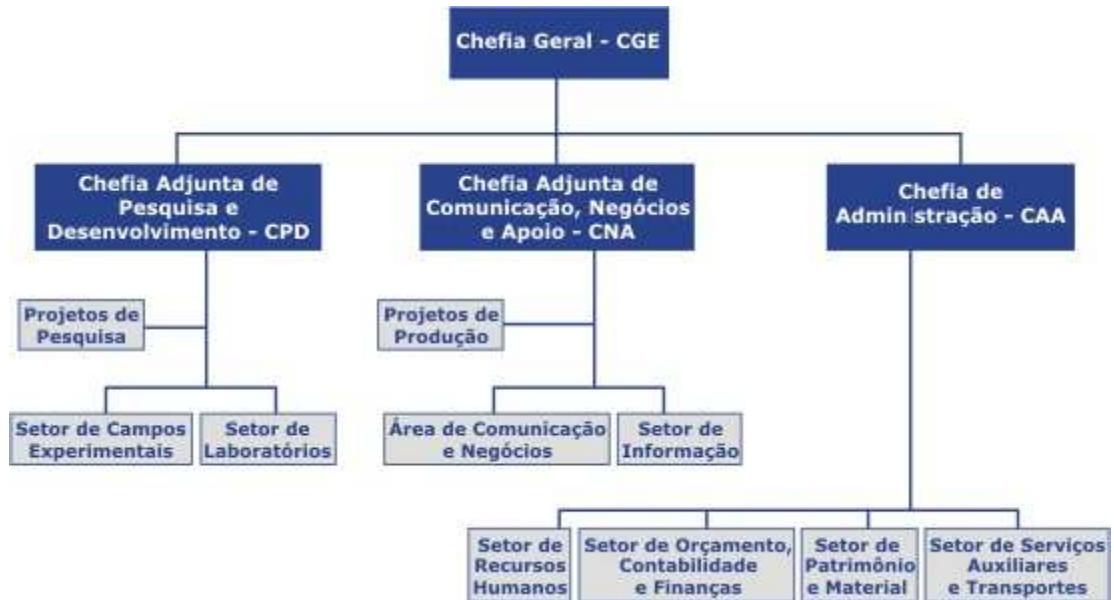 Chefia Geral - CGE
Chefia Adjunta de
Pesquisa e
Desenvolvimento - CPD
Chefia Adjunta de
Comunicação, Negócios
e Apoio - CNA
Chefia de
Administração - CAA
Projetos de
Pesquisa
Projetos de
Produção
Setor de Campos
Experimentais
Setor de
Laboratórios
Área de Comunicação
e Negócios
Setor de
Informação
Setor de
Recursos
Humanos
Setor de Orçamento,
Contabilidade
e Finanças
Setor de
Patrimônio
e Material
Setor de Serviços
Auxiliares
e Transportes